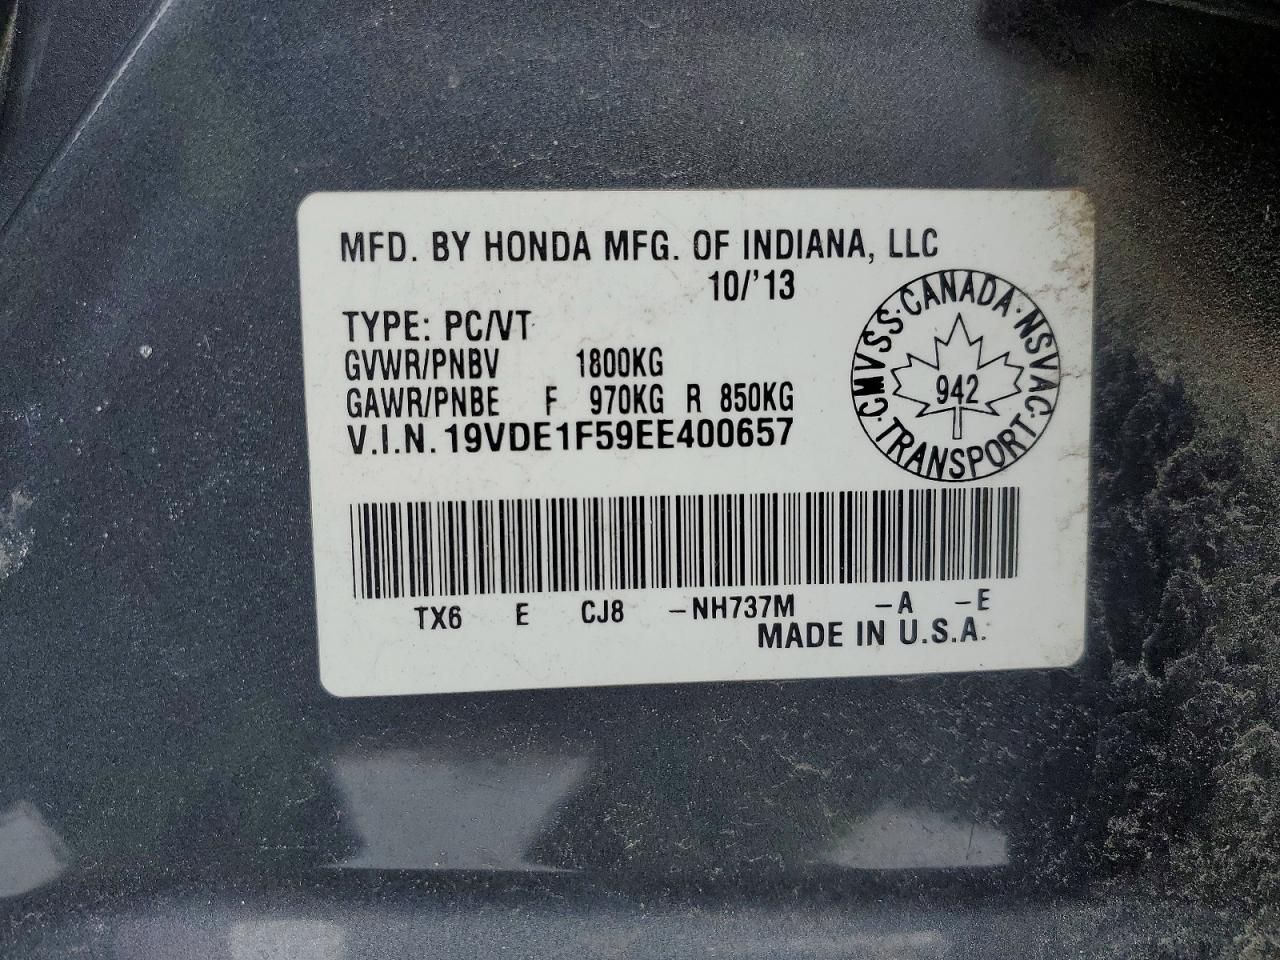 MFD. BY HONDA MFG. OF INDIANA, LLC
10/'13
TYPE: PC/VT
GVWR/PNBV 1800KG
GAWR/PNBE F 970KG R 850KG
V.I.N. 19VDE1F59EE400657
CMVSS·CANADA·NSVAC·TRANSPORT·
942
TX6 E CJ8 -NH737M -A -E
MADE IN U.S.A.